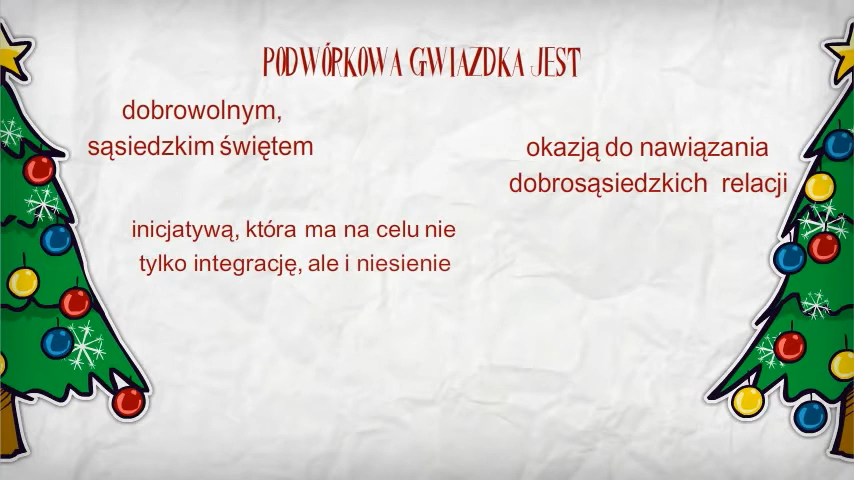 PODWÓRKOWA GWIAZDKA JEST
dobrowolnym,
sąsiedzkim świętem
okazją do nawiązania
dobrosąsiedzkich relacji
inicjatywą, która ma na celu nie
tylko integrację, ale i niesienie